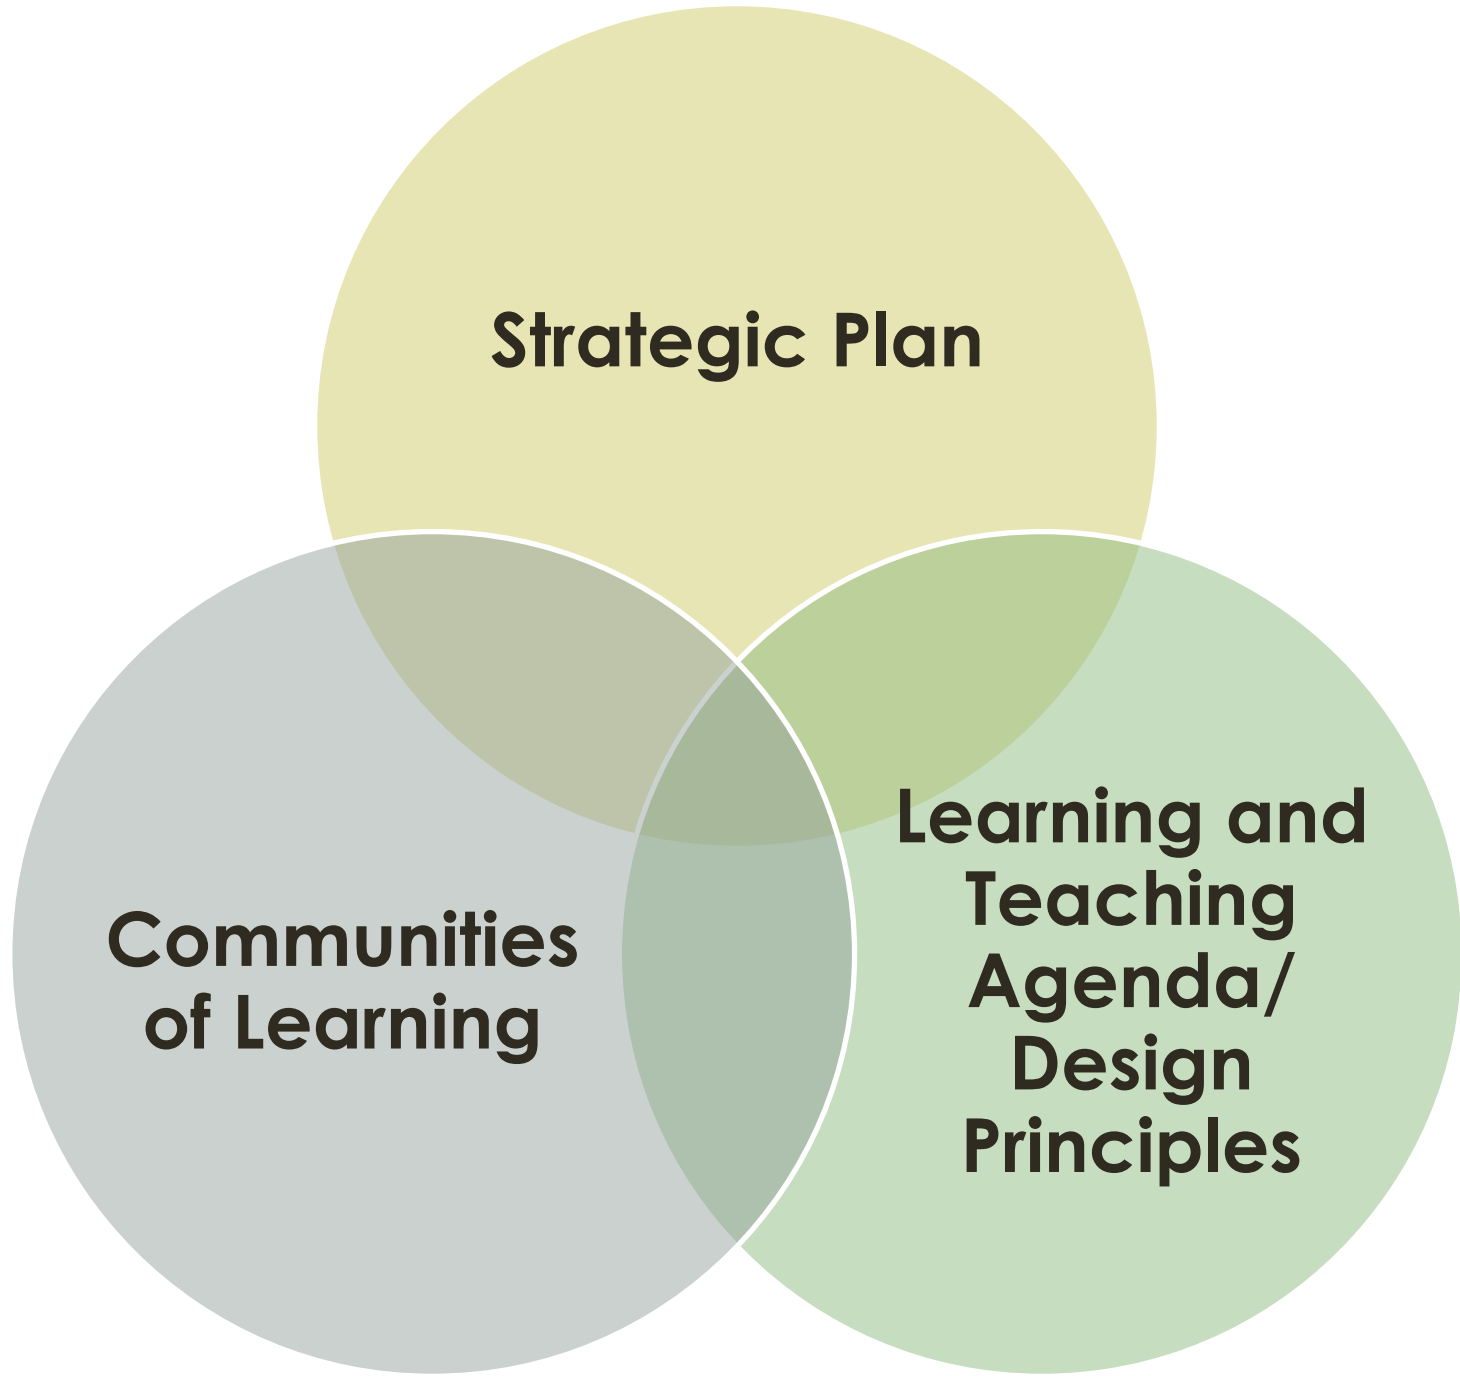 Strategic Plan
Communities
of Learning
Learning and
Teaching
Agenda/
Design
Principles